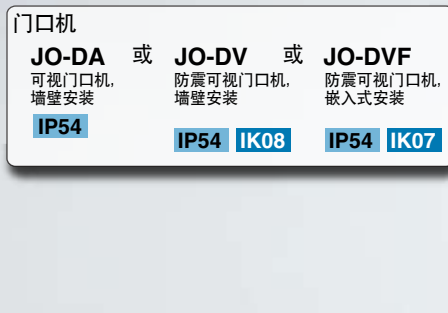 门口机
JO-DA 或 JO-DV 或 JO-DVF
可视门口机, 防震可视门口机, 防震可视门口机,
墙壁安装 墙壁安装 嵌入式安装
IP54 IP54 IK08 IP54 IK07